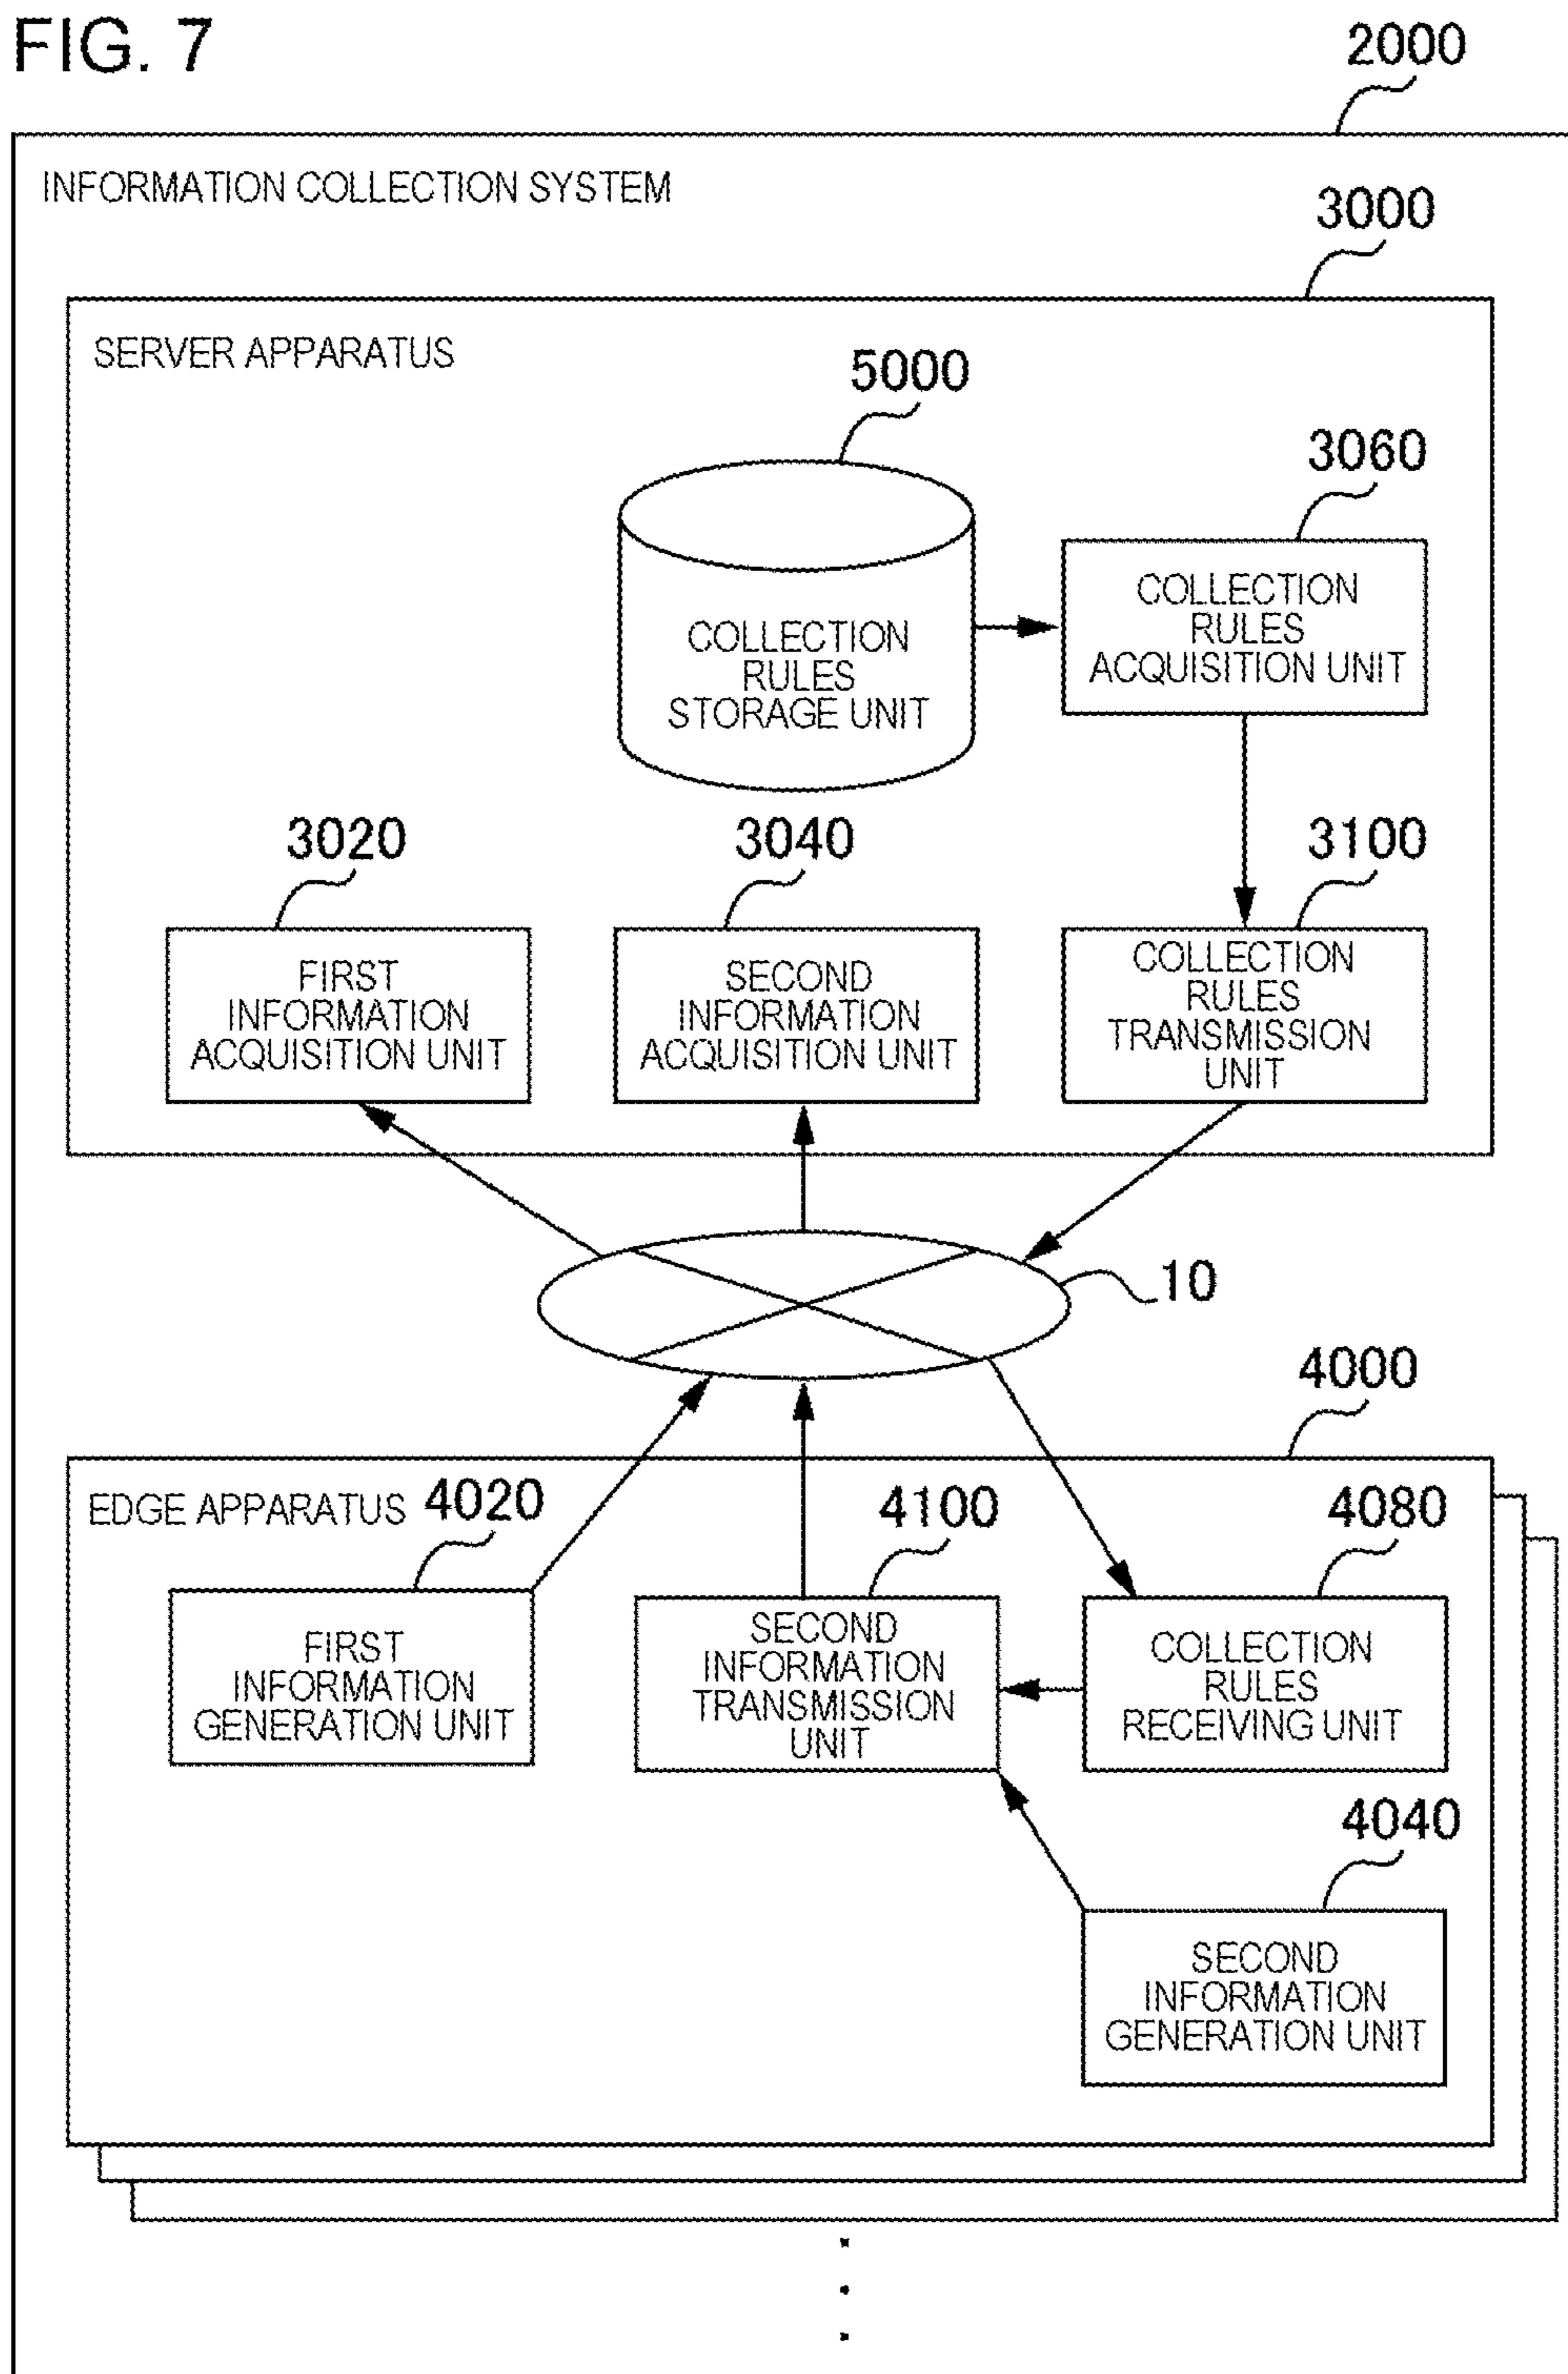 FIG. 7
2000
INFORMATION COLLECTION SYSTEM
3000
SERVER APPARATUS
5000
3060
COLLECTION
RULES
STORAGE UNIT
COLLECTION
RULES
ACQUISITION UNIT
3020
3040
3100
FIRST
INFORMATION
ACQUISITION UNIT
SECOND
INFORMATION
ACQUISITION UNIT
COLLECTION
RULES
TRANSMISSION
UNIT
10
4000
EDGE APPARATUS
4020
4100
4080
FIRST
INFORMATION
GENERATION UNIT
SECOND
INFORMATION
TRANSMISSION
UNIT
COLLECTION
RULES
RECEIVING UNIT
4040
SECOND
INFORMATION
GENERATION UNIT